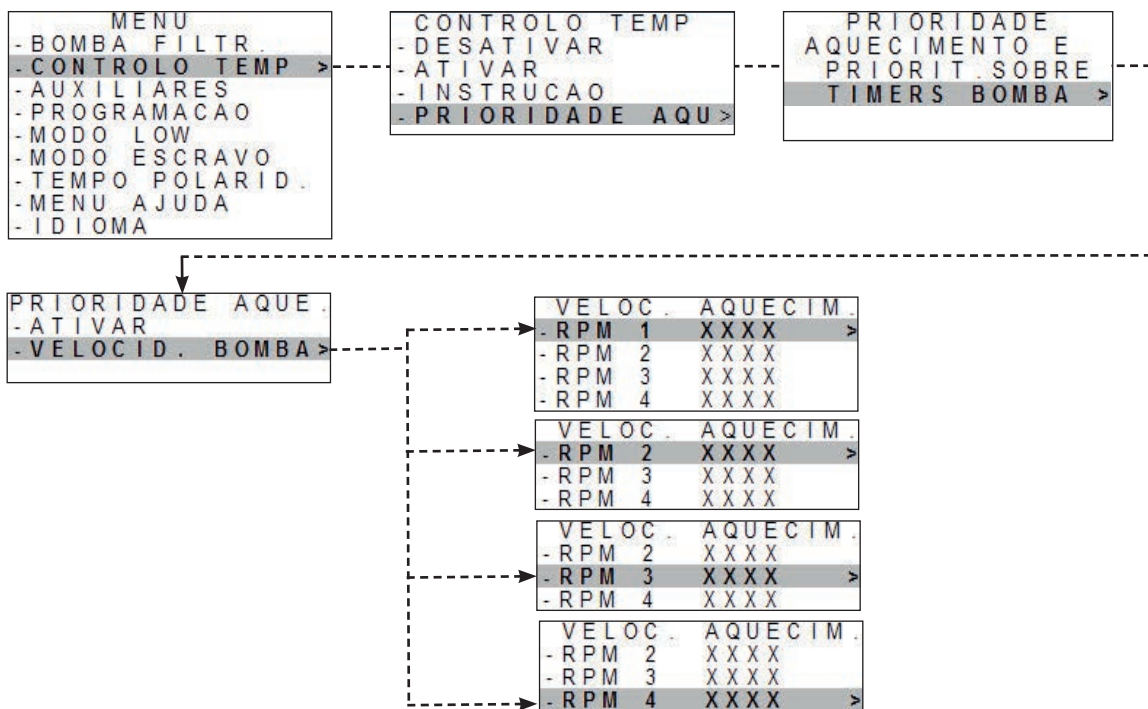 MENU
-BOMBA FILTR.
-CONTROLO TEMP >
-AUXILIARES
-PROGRAMACAO
-MODO LOW
-MODO ESCRAVO
-TEMPO POLARID.
-MENU AJUDA
-IDIOMA
CONTROLO TEMP
-DESATIVAR
-ATIVAR
-INSTRUCAO
-PRIORIDADE AQU>
PRIORIDADE
AQUECIMENTO E
PRIORIT.SOBRE
TIMERS BOMBA >
PRIORIDADE AQUE.
-ATIVAR
-VELOCID. BOMBA>
VELOC. AQUECIM.
-RPM 1 XXXX >
-RPM 2 XXXX
-RPM 3 XXXX
-RPM 4 XXXX
VELOC. AQUECIM.
-RPM 2 XXXX >
-RPM 3 XXXX
-RPM 4 XXXX
VELOC. AQUECIM.
-RPM 2 XXXX
-RPM 3 XXXX >
-RPM 4 XXXX
VELOC. AQUECIM.
-RPM 2 XXXX
-RPM 3 XXXX
-RPM 4 XXXX >